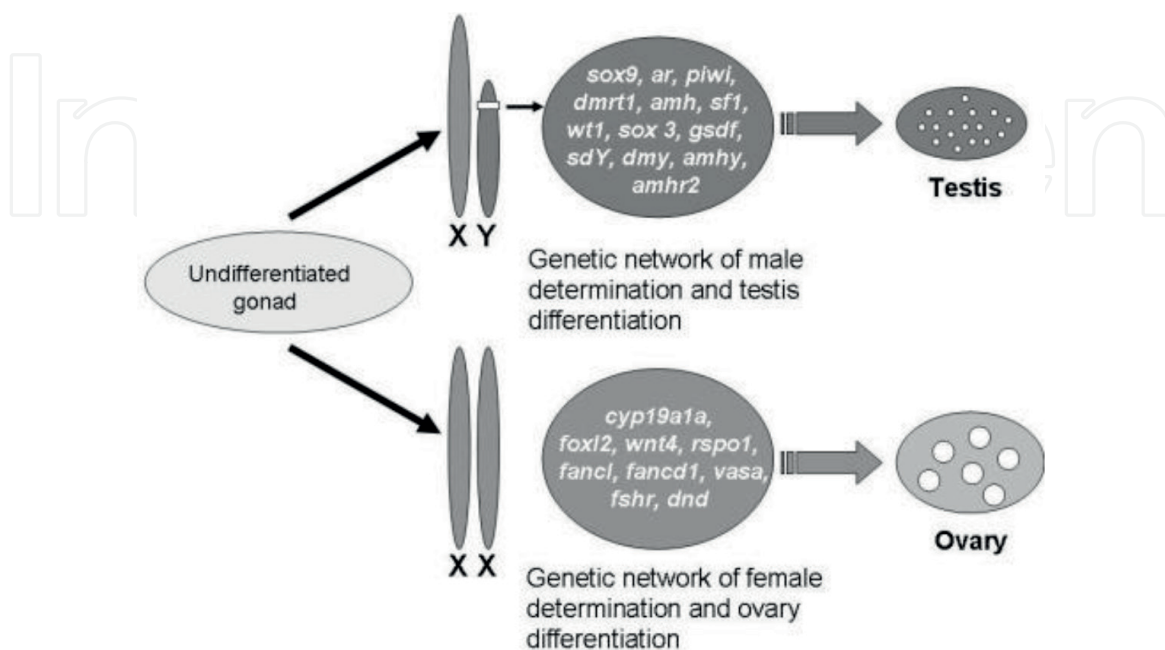 sox9, ar, piwi,
dmrt1, amh, sf1,
wt1, sox 3, gsdf,
sdY, dmy, amhy,
amhr2
Testis
X Y
Genetic network of male
determination and testis
differentiation
Undifferentiated
gonad
cyp19a1a,
foxl2, wnt4, rspo1,
fancl, fancd1, vasa,
fshr, dnd
Ovary
X X
Genetic network of female
determination and ovary
differentiation